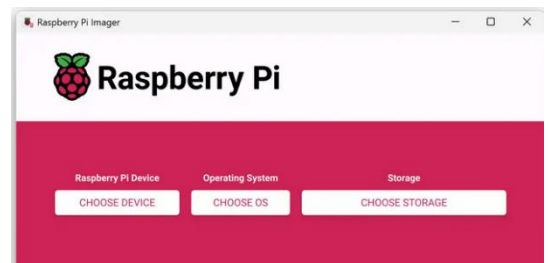 Raspberry Pi Imager
Raspberry Pi
Raspberry Pi Device Operating System Storage
CHOOSE DEVICE CHOOSE OS CHOOSE STORAGE